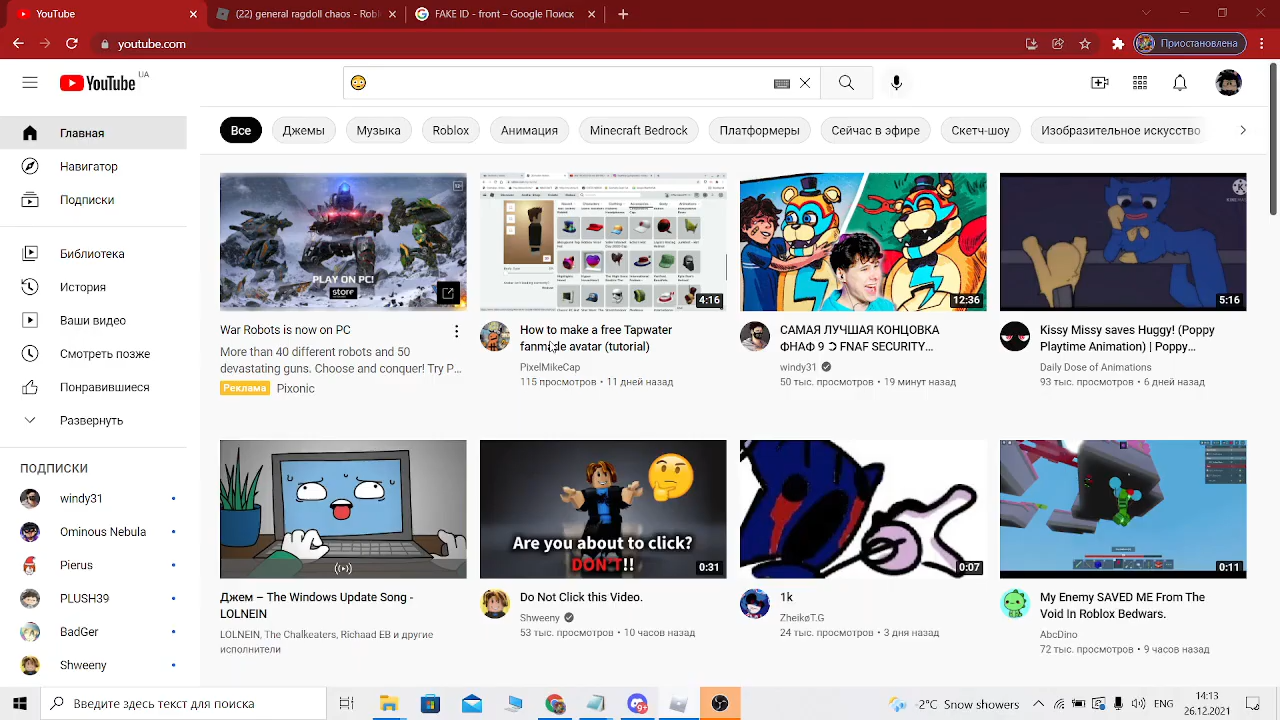 YouTube
(22) general ragdoll chaos - Robl
FAKE ID - front – Google Поиск
youtube.com
Приостановлена
YouTube UA
😳
Все
Джемы
Музыка
Roblox
Анимация
Minecraft Bedrock
Платформеры
Сейчас в эфире
Скетч-шоу
Изобразительное искусство
Главная
Навигатор
Подписки
Библиотека
История
Ваши видео
Смотреть позже
Понравившиеся
Развернуть
ПОДПИСКИ
windy31
Ominous Nebula
Pierus
PLUSH39
BadGer
Shweeny
PLAY ON PC!
store
War Robots is now on PC
More than 40 different robots and 50
devastating guns. Choose and conquer! Try P...
Реклама Pixonic
4:16
How to make a free Tapwater
fanmade avatar (tutorial)
PixelMikeCap
115 просмотров • 11 дней назад
12:36
САМАЯ ЛУЧШАЯ КОНЦОВКА
ФНАФ 9 ➲ FNAF SECURITY...
windy31
50 тыс. просмотров • 19 минут назад
5:16
Kissy Missy saves Huggy! (Poppy
Playtime Animation) | Poppy...
Daily Dose of Animations
93 тыс. просмотров • 6 дней назад
Джем – The Windows Update Song -
LOLNEIN
LOLNEIN, The Chalkeaters, Richaad EB и другие
исполнители
Are you about to click?
DON'T!!
0:31
Do Not Click this Video.
Shweeny
53 тыс. просмотров • 10 часов назад
0:07
1k
ZheikøT.G
24 тыс. просмотров • 3 дня назад
0:11
My Enemy SAVED ME From The
Void In Roblox Bedwars.
AbcDino
72 тыс. просмотров • 9 часов назад
Введите здесь текст для поиска
9+
-2°C Snow showers
ENG
14:13
26.12.2021